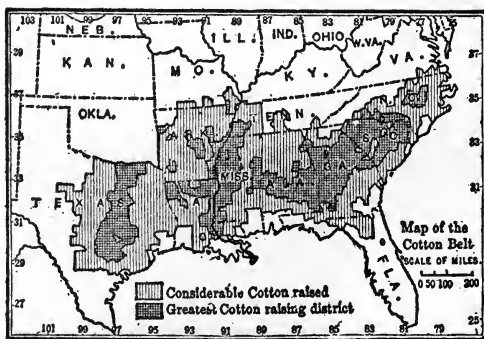 103 101 99 97 95 93 91 89 87 85 83 81 79 77 75
NEB. ILL. IND. OHIO W.VA.
KAN. MO. KY. VA.
OKLA. ARK. TENN. N.C.
TEXAS LA. MISS. ALA. GA. S.C.
FLA.
39
37
35
33
31
29
27
Map of the
Cotton Belt
SCALE OF MILES.
0 50 100 200
Considerable Cotton raised
Greatest Cotton raising district
101 99 97 95 93 91 89 87 85 83 81 79